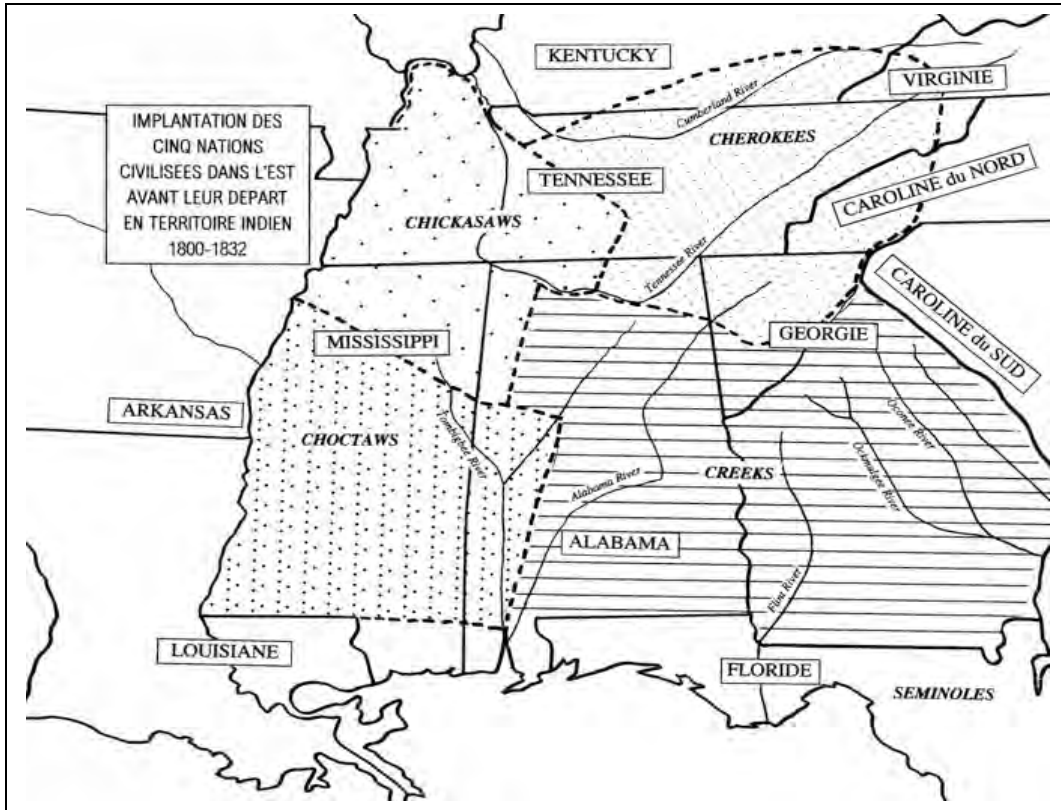 KENTUCKY
VIRGINIE
IMPLANTATION DES
CINQ NATIONS
CIVILISEES DANS L'EST
AVANT LEUR DEPART
EN TERRITOIRE INDIEN
1800-1832
Cumberland River
CHEROKEES
TENNESSEE
CAROLINE du NORD
CHICKASAWS
Tennessee River
CAROLINE du SUD
GEORGIE
MISSISSIPPI
ARKANSAS
CHOCTAWS
Tombigbee River
Oconee River
Ockmulgee River
CREEKS
Alabama River
ALABAMA
Flint River
LOUISIANE
FLORIDE
SEMINOLES